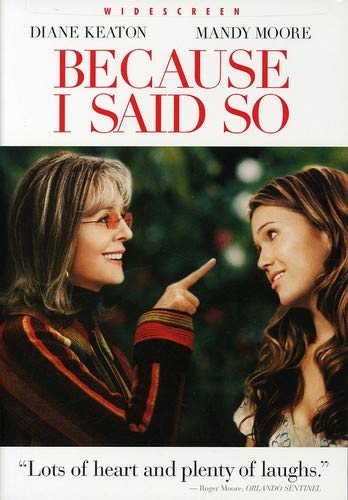 WIDESCREEN
DIANE KEATON MANDY MOORE
BECAUSE
I SAID SO
“Lots of heart and plenty of laughs.”
— Roger Moore, ORLANDO SENTINEL